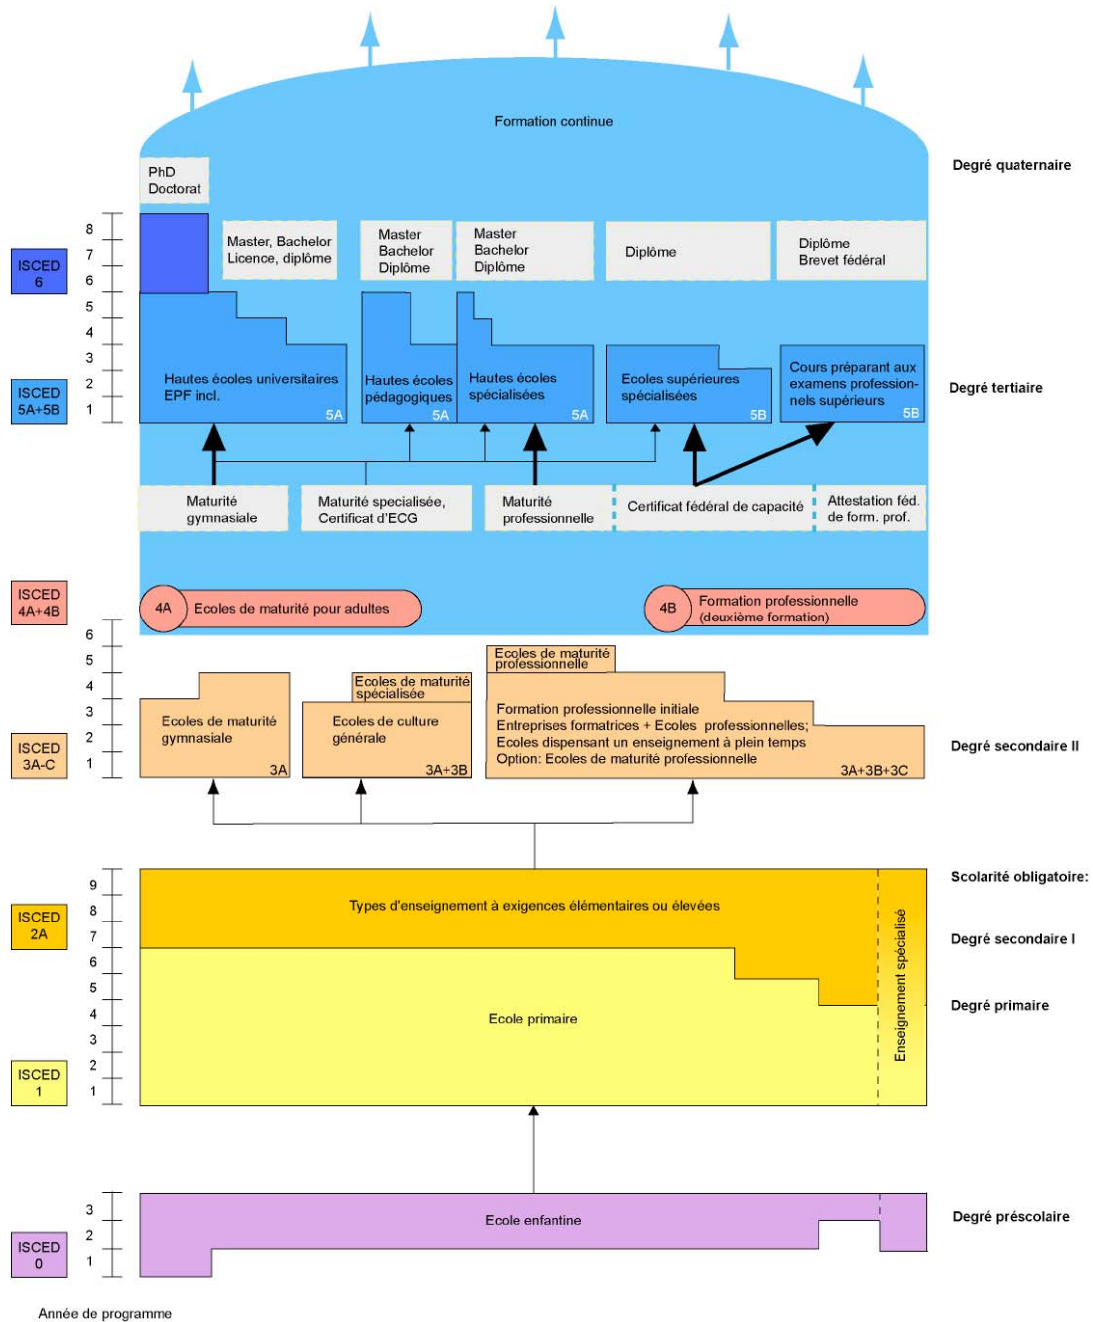 Formation continue
Degré quaternaire
PhD
Doctorat
8
7
6
5
4
3
2
1
ISCED
6
Master, Bachelor
Licence, diplôme
Master
Bachelor
Diplôme
Master
Bachelor
Diplôme
Diplôme
Diplôme
Brevet fédéral
ISCED
5A+5B
Hautes écoles universitaires
EPF incl.
5A
Hautes écoles
pédagogiques
5A
Hautes écoles
spécialisées
5A
Ecoles supérieures
spécialisées
5B
Cours préparant aux
examens profession-
nels supérieurs
5B
Degré tertiaire
Maturité
gymnasiale
Maturité specialisée,
Certificat d'ECG
Maturité
professionnelle
Certificat fédéral de capacité
Attestation féd.
de form. prof.
ISCED
4A+4B
4A
Ecoles de maturité pour adultes
4B
Formation professionnelle
(deuxième formation)
6
5
4
3
2
1
ISCED
3A-C
Ecoles de maturité
gymnasiale
3A
Ecoles de maturité
spécialisée
Ecoles de culture
générale
3A+3B
Ecoles de maturité
professionnelle
Formation professionnelle initiale
Entreprises formatrices + Ecoles professionnelles;
Ecoles dispensant un enseignement à plein temps
Option: Ecoles de maturité professionnelle
3A+3B+3C
Degré secondaire II
9
8
7
6
5
4
3
2
1
ISCED
2A
Types d'enseignement à exigences élémentaires ou élevées
Enseignement spécialisé
Scolarité obligatoire:
Degré secondaire I
Degré primaire
Ecole primaire
ISCED
1
3
2
1
ISCED
0
Ecole enfantine
Degré préscolaire
Année de programme